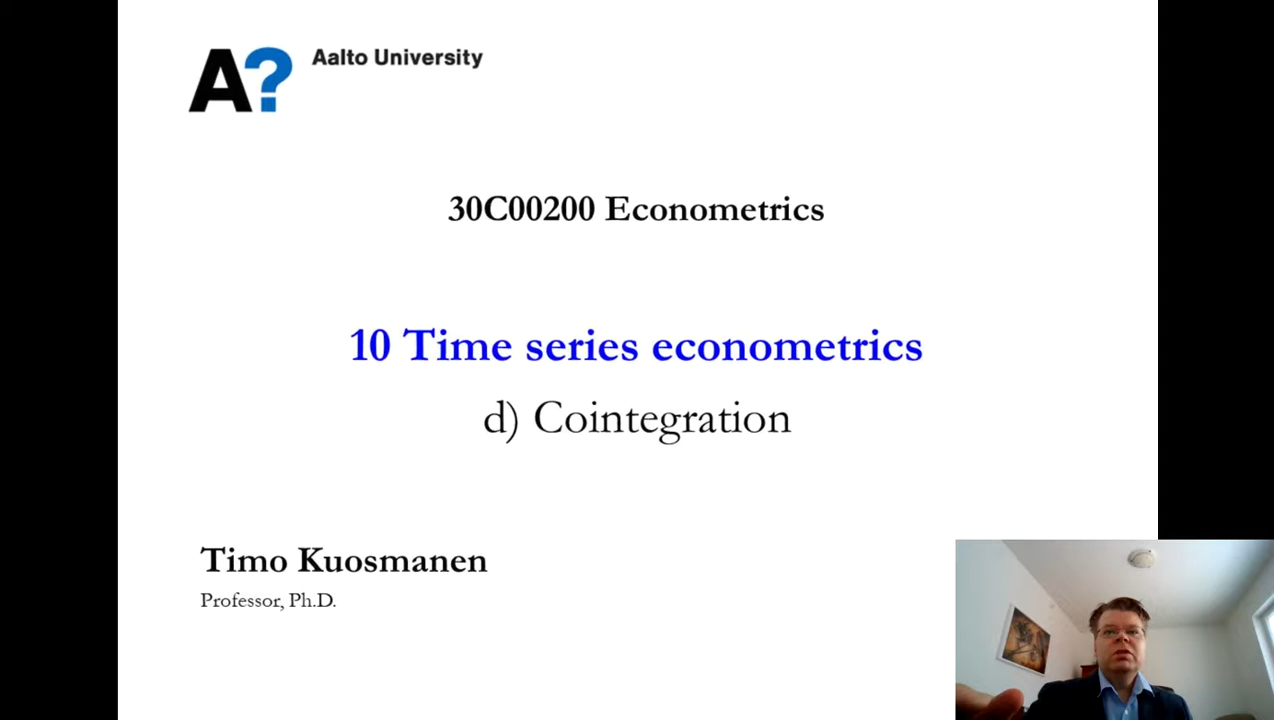 A?
Aalto University
30C00200 Econometrics
10 Time series econometrics
d) Cointegration
Timo Kuosmanen
Professor, Ph.D.